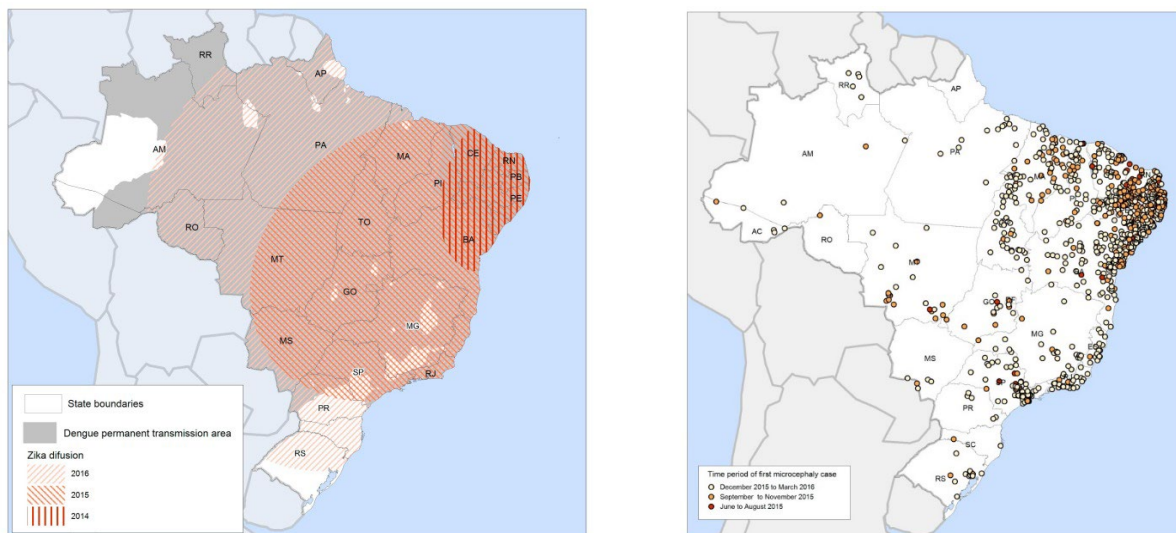 RR
AP
AM
PA
MA
CE
RN
PI
PB
PE
RO
TO
BA
MT
GO
MS
MG
SP
RJ
PR
RS
State boundaries
Dengue permanent transmission area
Zika difusion
2016
2015
2014
RR
AP
AM
PA
MA
AC
RO
MT
GO
MG
MS
PR
SC
RS
Time period of first microcephaly case
December 2015 to March 2016
September to November 2015
June to August 2015